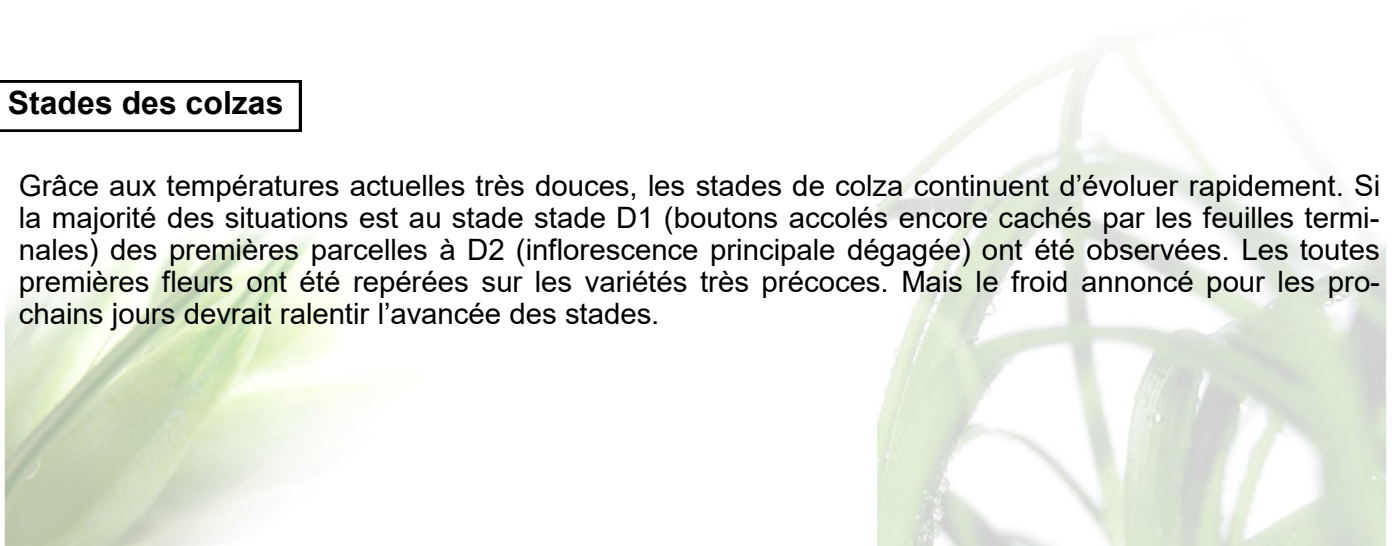 Stades des colzas
Grâce aux températures actuelles très douces, les stades de colza continuent d’évoluer rapidement. Si
la majorité des situations est au stade stade D1 (boutons accolés encore cachés par les feuilles termi-
nales) des premières parcelles à D2 (inflorescence principale dégagée) ont été observées. Les toutes
premières fleurs ont été repérées sur les variétés très précoces. Mais le froid annoncé pour les pro-
chains jours devrait ralentir l’avancée des stades.